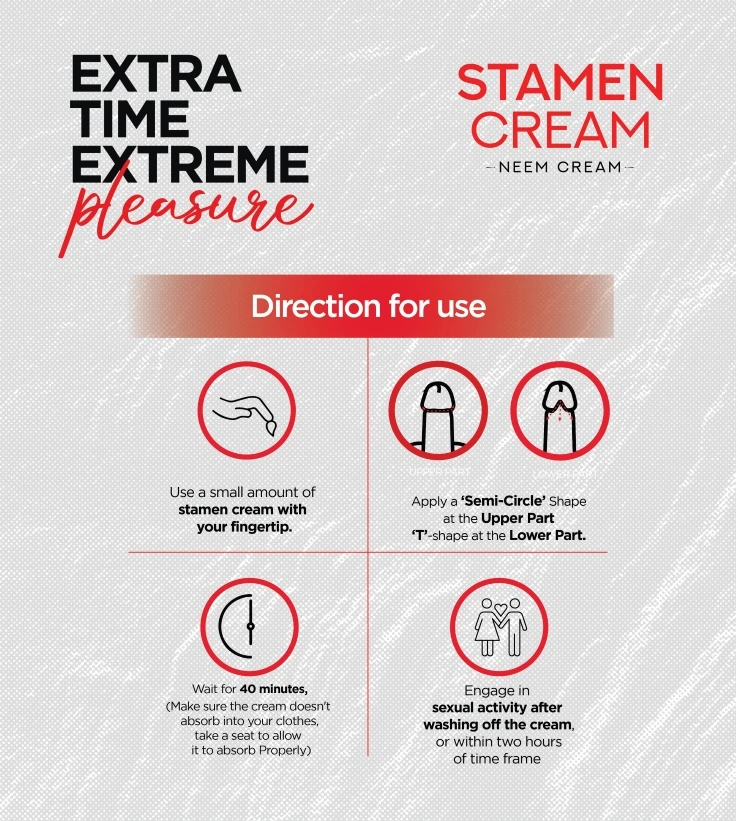 EXTRA
TIME
EXTREME
pleasure
STAMEN
CREAM
NEEM CREAM
Direction for use
Use a small amount of
stamen cream with
your fingertip.
UPPER PART
Apply a ‘Semi-Circle’ Shape
at the Upper Part
‘T’-shape at the Lower Part.
Wait for 40 minutes,
(Make sure the cream doesn't
absorb into your clothes,
take a seat to allow
it to absorb Properly)
Engage in
sexual activity after
washing off the cream,
or within two hours
of time frame